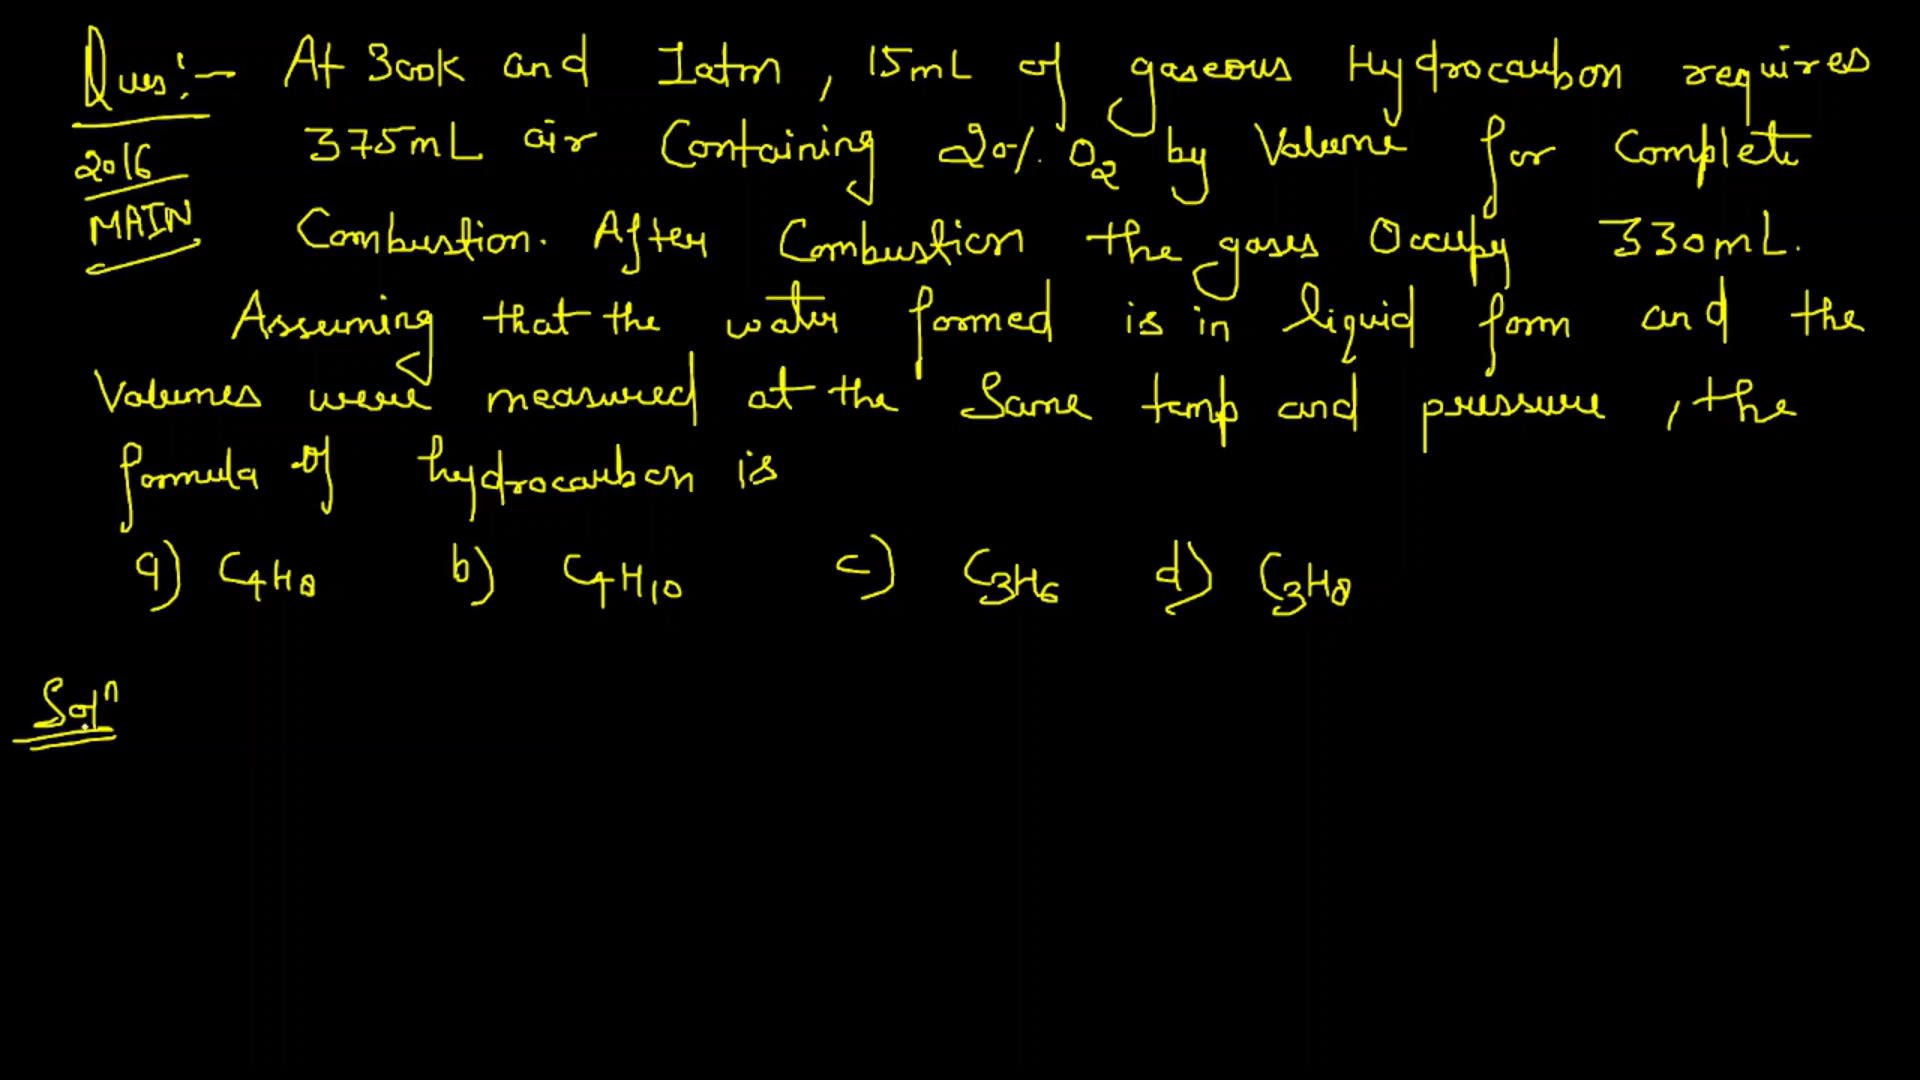 Ques:- At 300K and 1atm, 15mL of gaseous Hydrocarbon requires
2016 375mL air Containing 20% O2 by Volume for Complete
MAIN Combustion. After Combustion the gases Occupy 330mL.
Assuming that the water formed is in liquid form and the
Volumes were measured at the Same temp and pressure, the
formula of hydrocarbon is
a) C4H8 b) C4H10 c) C3H6 d) C3H8
Solⁿ